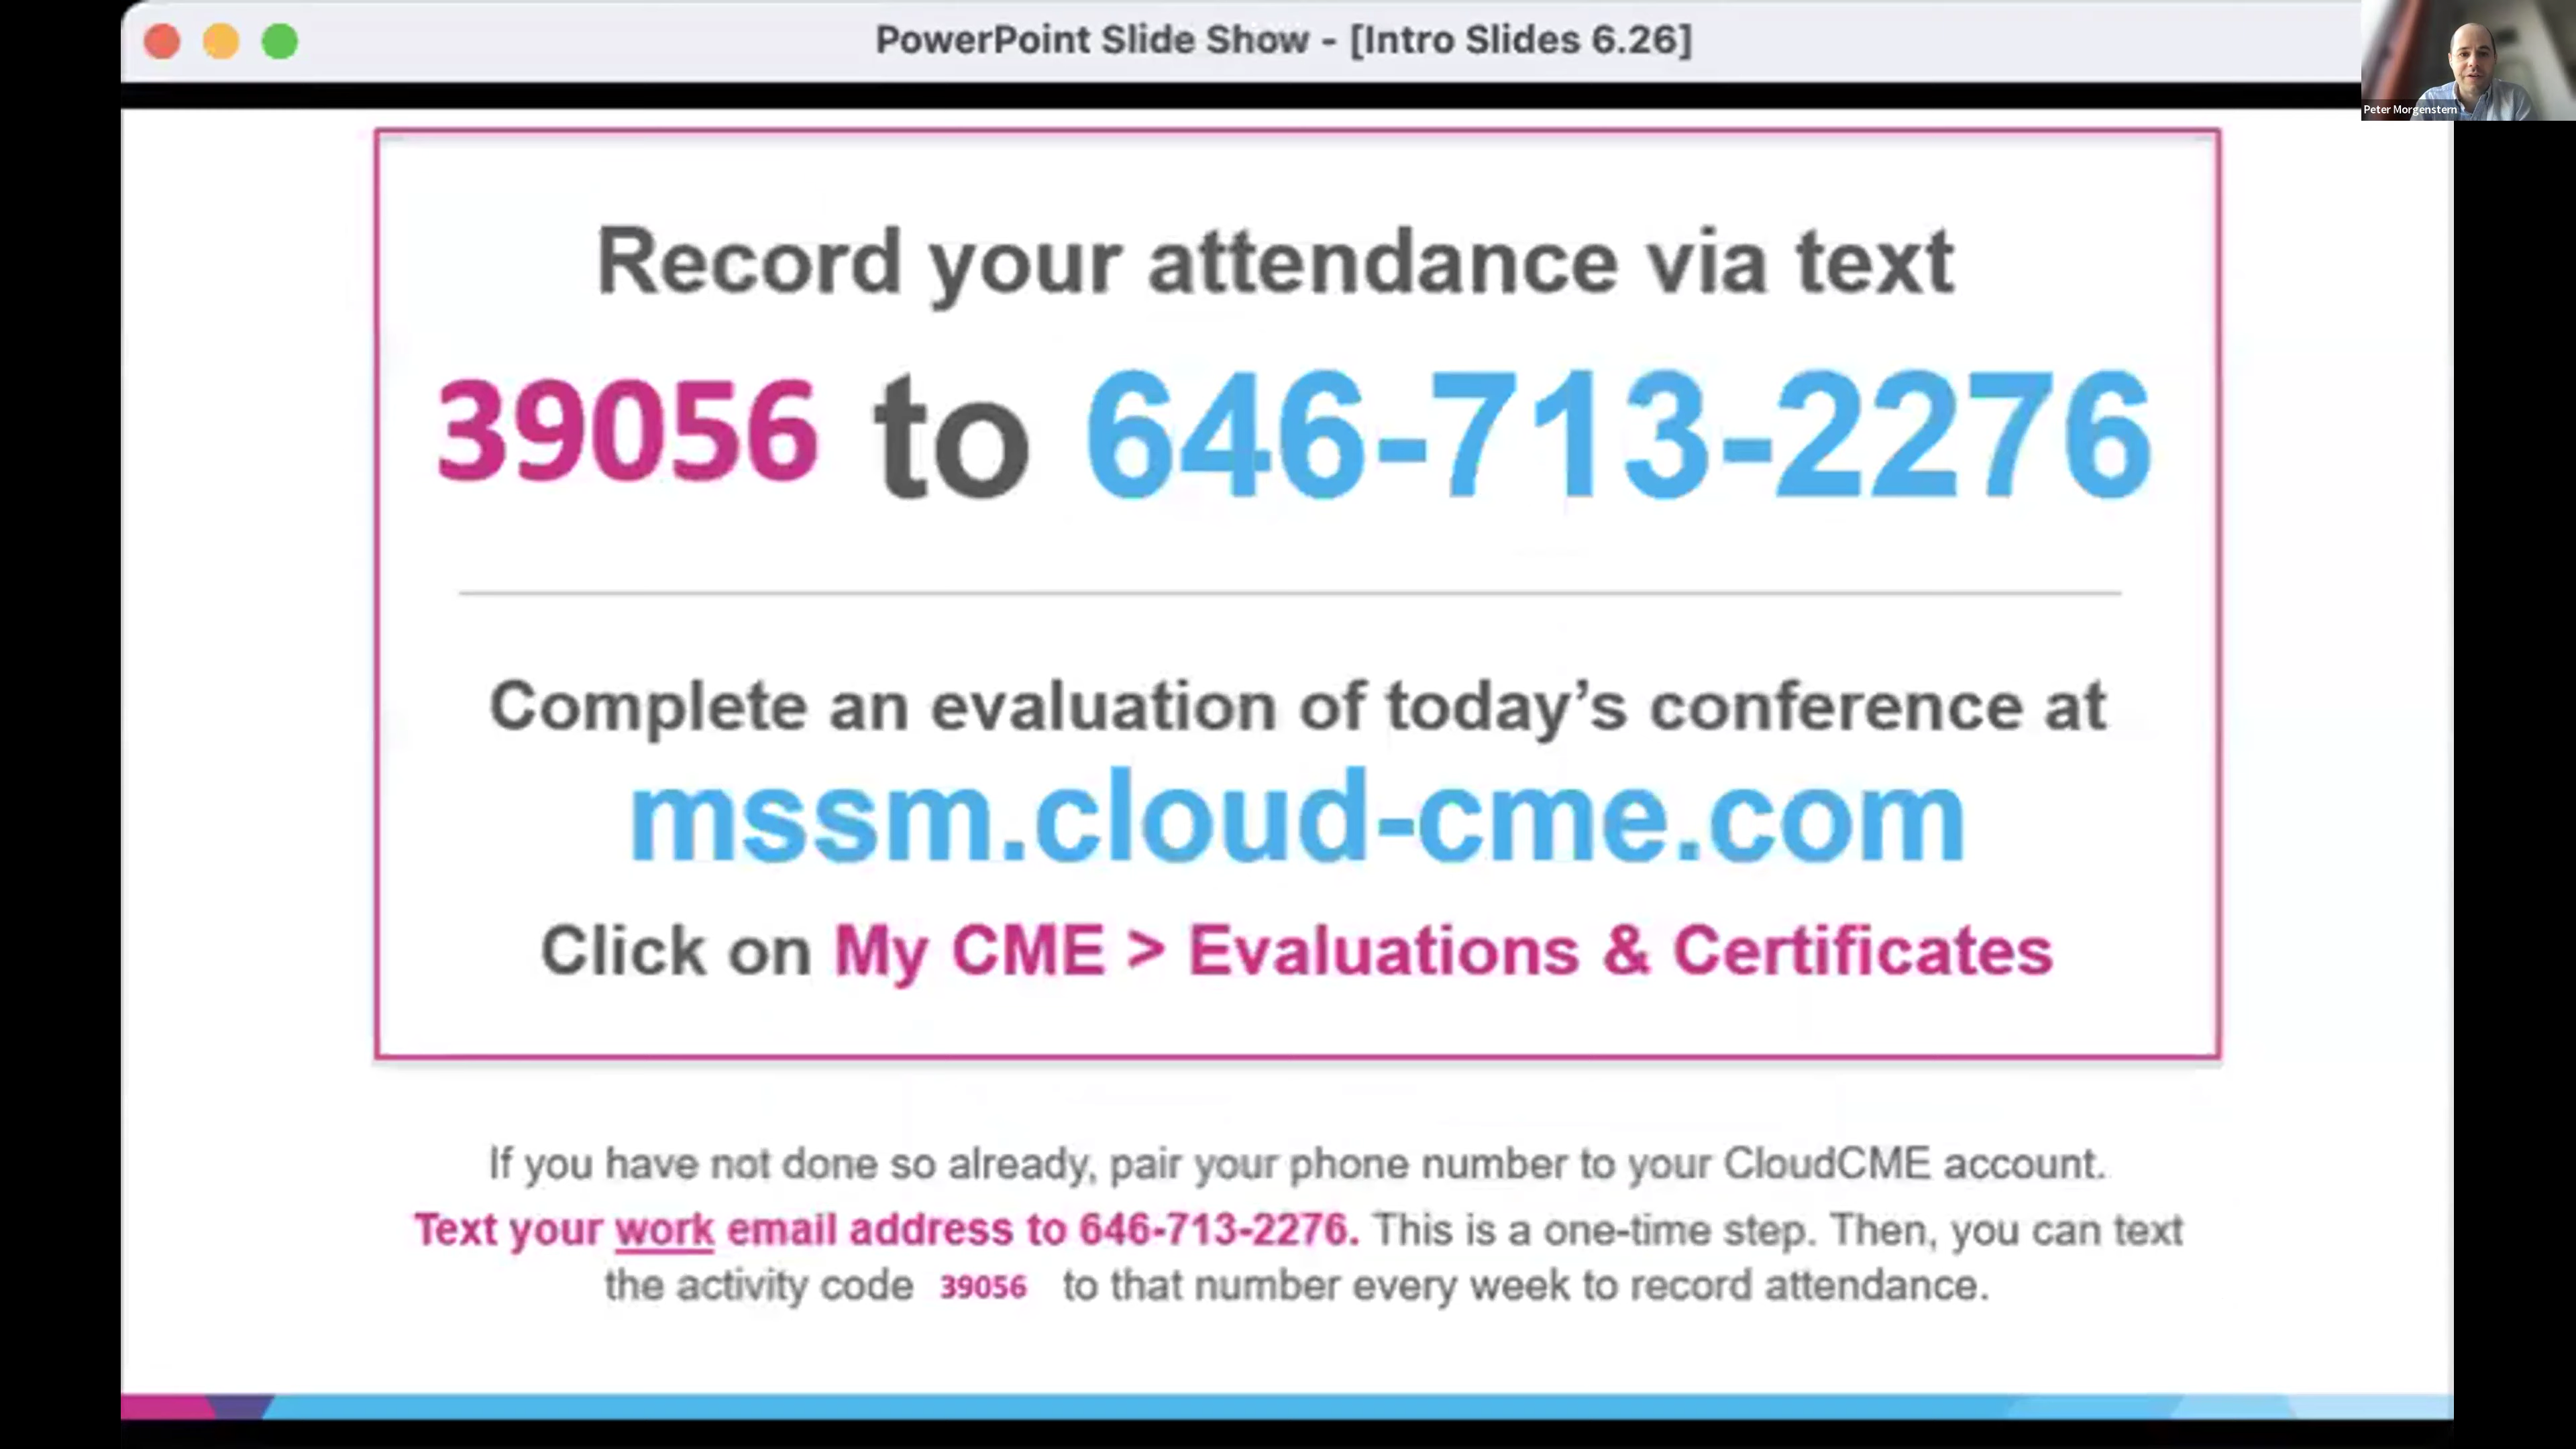 PowerPoint Slide Show - [Intro Slides 6.26]
Peter Morgenstern
Record your attendance via text
39056 to 646-713-2276
Complete an evaluation of today’s conference at
mssm.cloud-cme.com
Click on My CME > Evaluations & Certificates
If you have not done so already, pair your phone number to your CloudCME account.
Text your work email address to 646-713-2276. This is a one-time step. Then, you can text
the activity code 39056 to that number every week to record attendance.